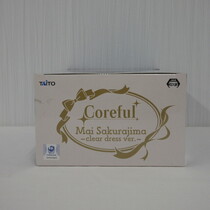 TAITO
Coreful
Mai Sakurajima
~clear dress ver.~